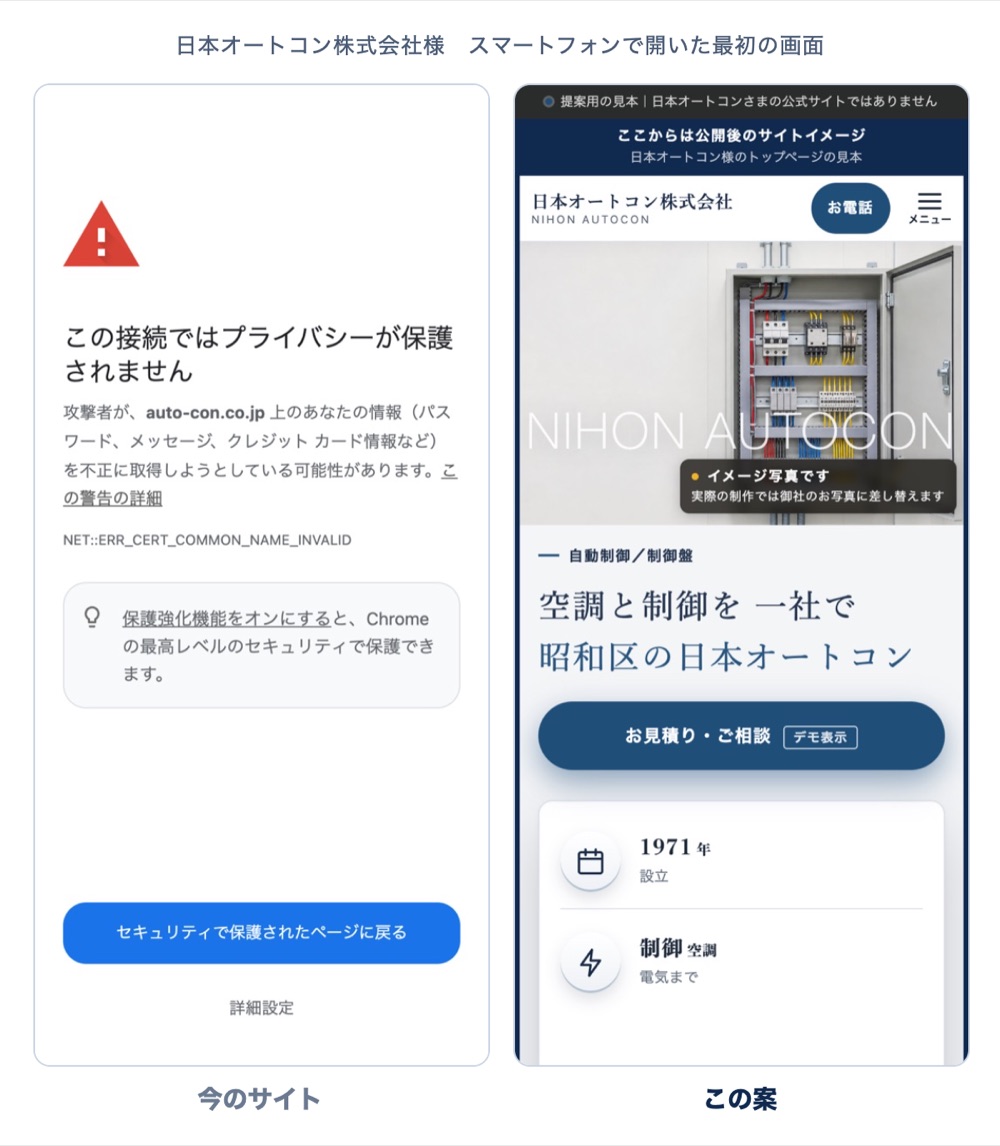 日本オートコン株式会社様　スマートフォンで開いた最初の画面
この接続ではプライバシーが保護
されません
攻撃者が、auto-con.co.jp 上のあなたの情報（パス
ワード、メッセージ、クレジット カード情報など）
を不正に取得しようとしている可能性があります。こ
の警告の詳細
NET::ERR_CERT_COMMON_NAME_INVALID
保護強化機能をオンにすると、Chrome
の最高レベルのセキュリティで保護でき
ます。
セキュリティで保護されたページに戻る
詳細設定
今のサイト
提案用の見本｜日本オートコンさまの公式サイトではありません
ここからは公開後のサイトイメージ
日本オートコン様のトップページの見本
日本オートコン株式会社
NIHON AUTOCON
お電話
メニュー
NIHON AUTOCON
イメージ写真です
実際の制作では御社のお写真に差し替えます
自動制御／制御盤
空調と制御を 一社で
昭和区の日本オートコン
お見積り・ご相談 デモ表示
1971 年
設立
制御 空調
電気まで
この案